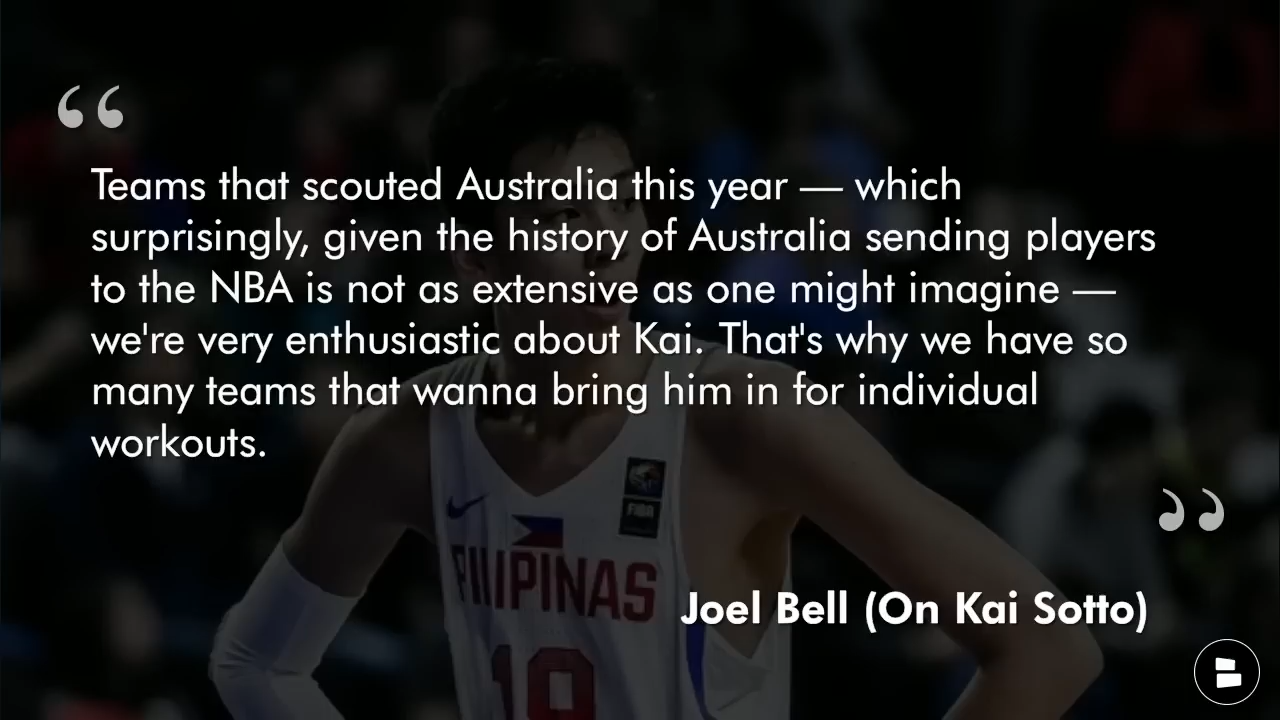 “
Teams that scouted Australia this year — which
surprisingly, given the history of Australia sending players
to the NBA is not as extensive as one might imagine —
we're very enthusiastic about Kai. That's why we have so
many teams that wanna bring him in for individual
workouts.
”
FIBA
PILIPINAS
19
Joel Bell (On Kai Sotto)